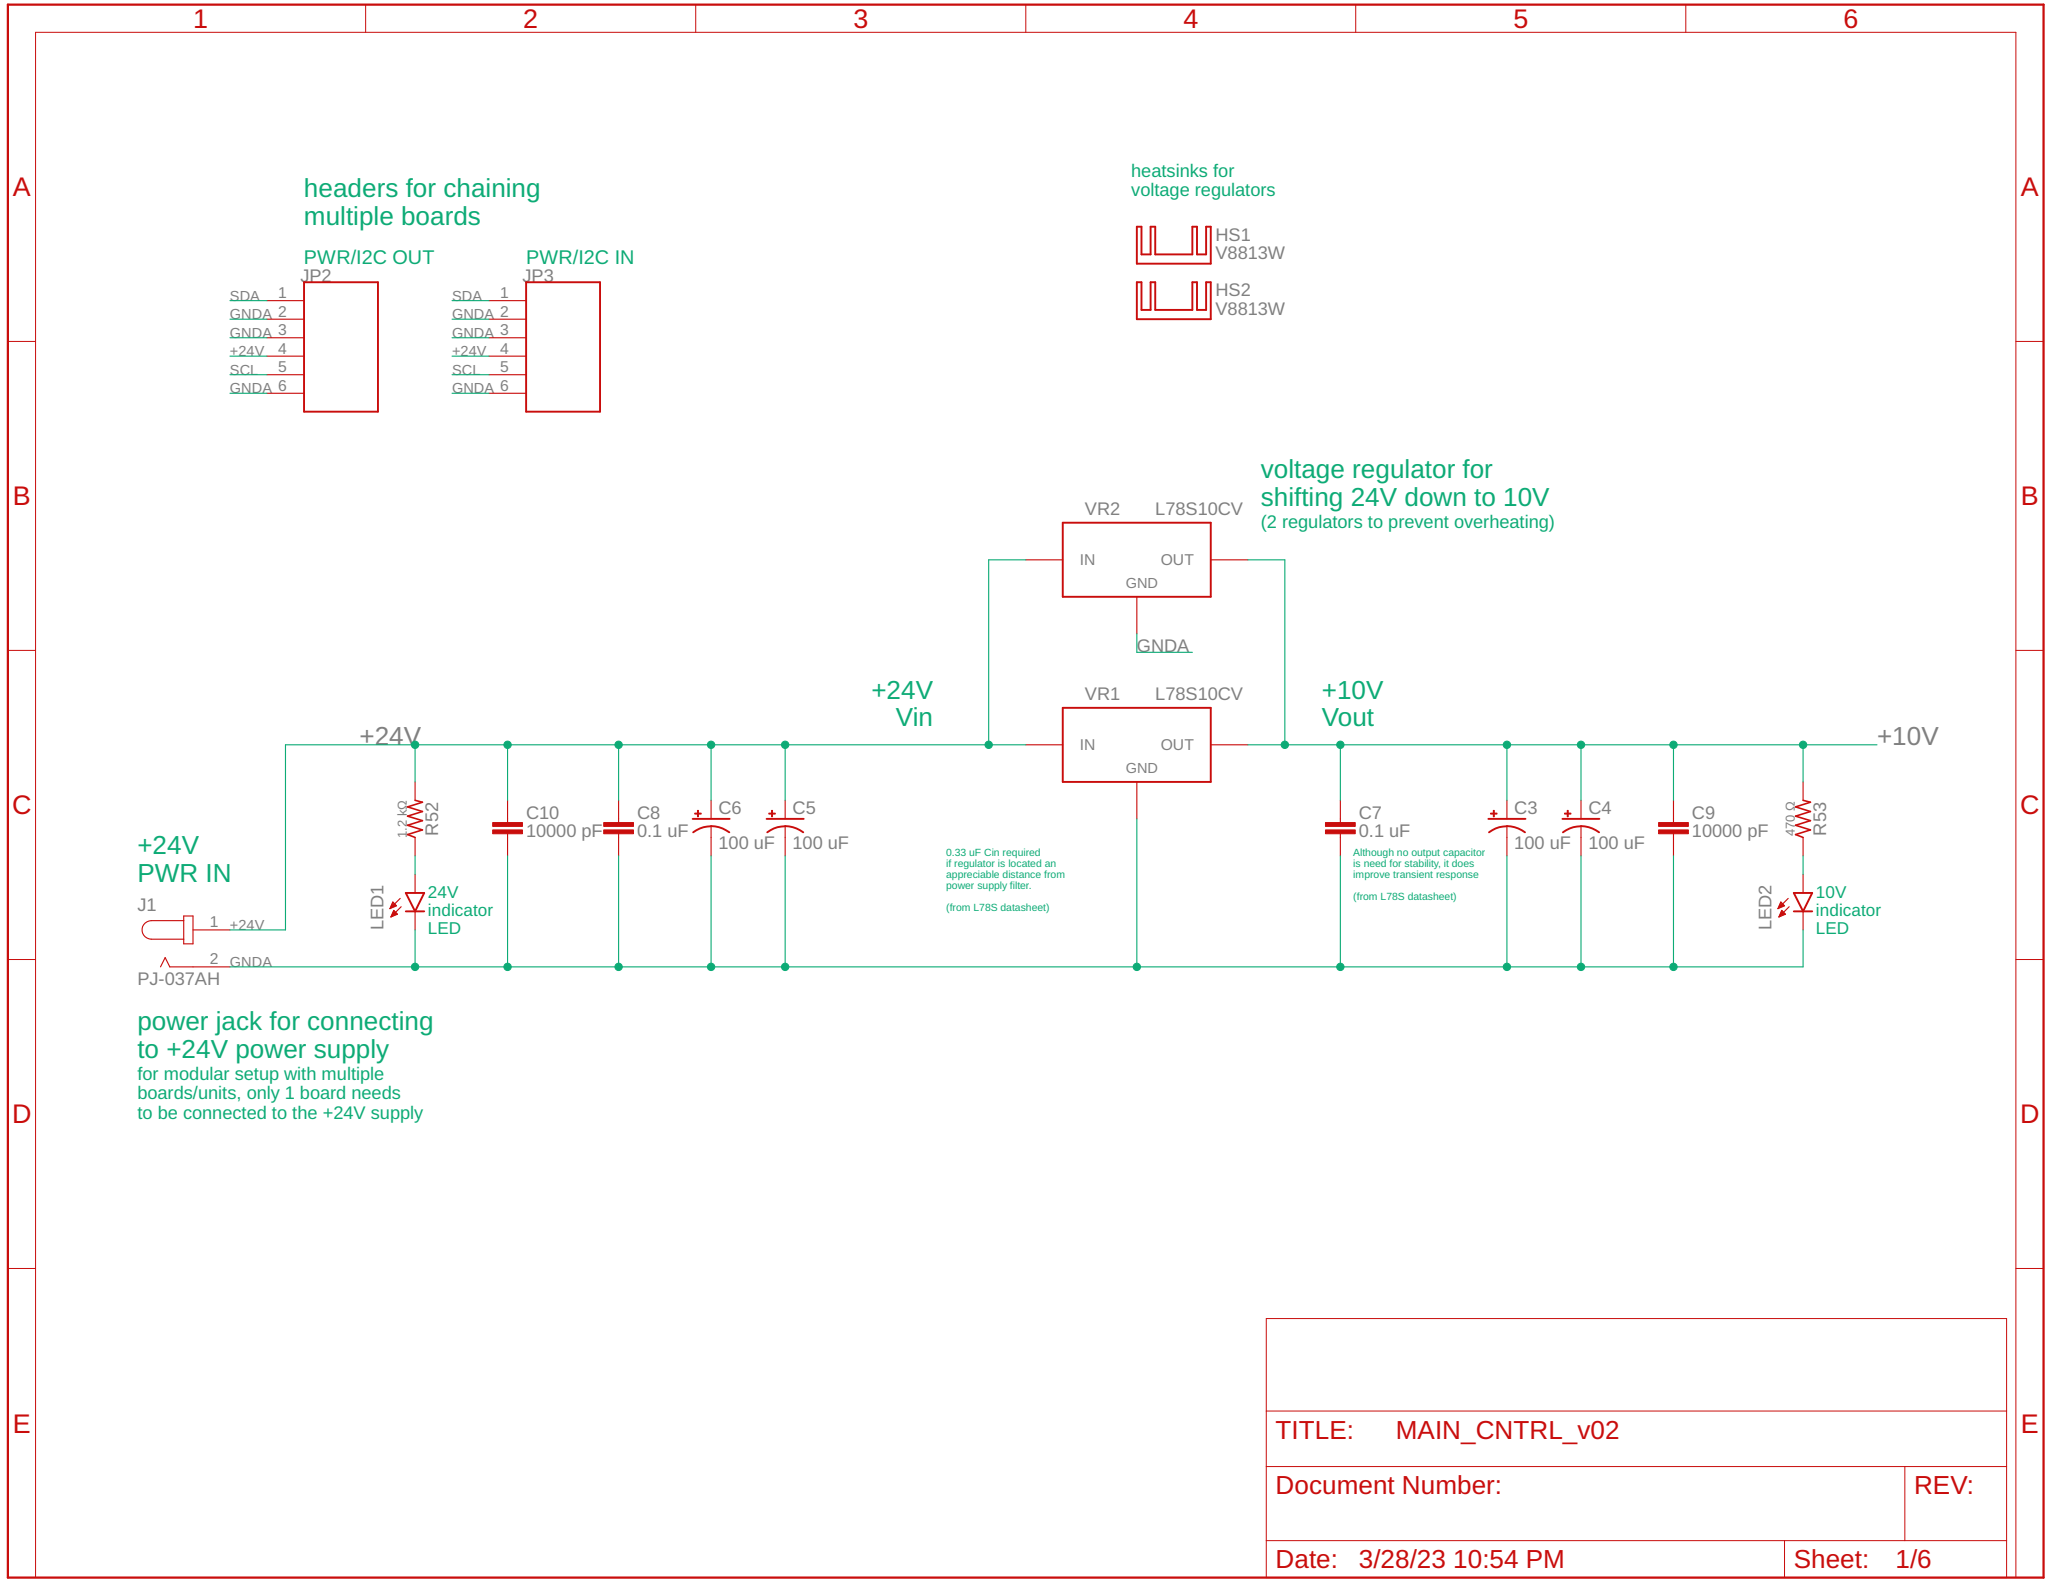 1 2 3 4 5 6
A A
headers for chaining
multiple boards
PWR/I2C OUT
JP2
SDA 1
GNDA 2
GNDA 3
+24V 4
SCL 5
GNDA 6
PWR/I2C IN
JP3
SDA 1
GNDA 2
GNDA 3
+24V 4
SCL 5
GNDA 6
heatsinks for
voltage regulators
HS1
V8813W
HS2
V8813W
B B
voltage regulator for
shifting 24V down to 10V
(2 regulators to prevent overheating)
VR2 L78S10CV
IN OUT
GND
GNDA
+24V
Vin
VR1 L78S10CV
IN OUT
GND
+10V
Vout
+24V
+10V
C C
1.2 kΩ
R52
C10
10000 pF
C8
0.1 uF
C6
100 uF
C5
100 uF
0.33 uF Cin required
if regulator is located an
appreciable distance from
power supply filter.
(from L78S datasheet)
C7
0.1 uF
Although no output capacitor
is need for stability, it does
improve transient response
(from L78S datasheet)
C3
100 uF
C4
100 uF
C9
10000 pF
470 Ω
R53
+24V
PWR IN
J1
1 +24V
2 GNDA
PJ-037AH
LED1
24V
indicator
LED
LED2
10V
indicator
LED
power jack for connecting
to +24V power supply
for modular setup with multiple
boards/units, only 1 board needs
to be connected to the +24V supply
D D
E E
TITLE: MAIN_CNTRL_v02
Document Number:
REV:
Date: 3/28/23 10:54 PM
Sheet: 1/6